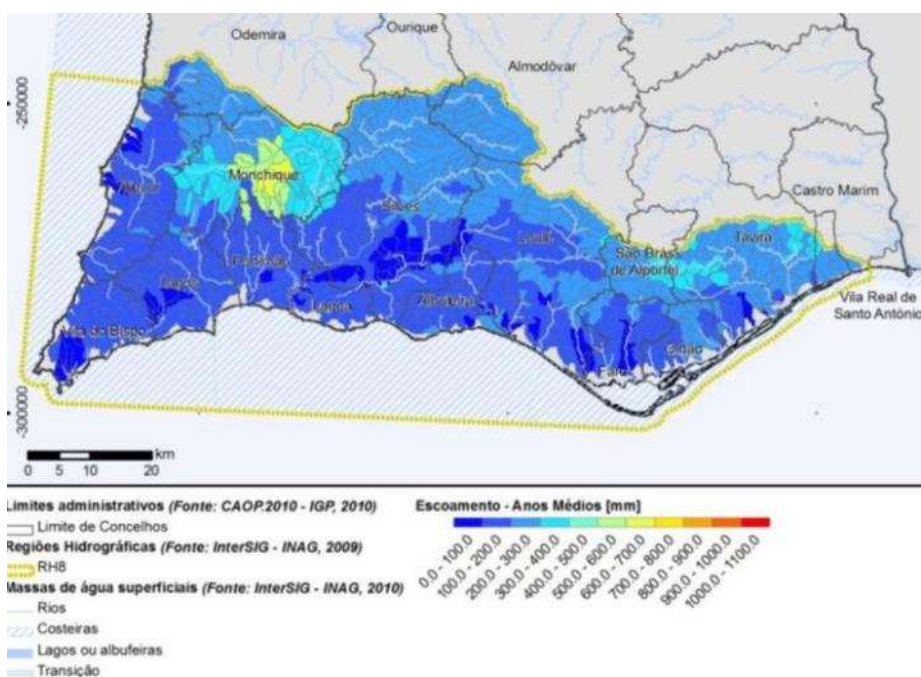 Odemira
Ourique
Almodôvar
-250000
Monchique
Castro Marim
Aljezur
Silves
Loulé
Tavira
São Brás
de Alportel
Portimão
Lagos
Lagoa
Albufeira
Vila Real de
Santo António
Vila do Bispo
Olhão
Faro
-300000
km
0 5 10 20
Limites administrativos (Fonte: CAOP.2010 - IGP, 2010)
Limite de Concelhos
Regiões Hidrográficas (Fonte: InterSIG - INAG, 2009)
RH8
Massas de água superficiais (Fonte: InterSIG - INAG, 2010)
Rios
Costeiras
Lagos ou albufeiras
Transição
Escoamento - Anos Médios [mm]
0.0 - 100.0
100.0 - 200.0
200.0 - 300.0
300.0 - 400.0
400.0 - 500.0
500.0 - 600.0
600.0 - 700.0
700.0 - 800.0
800.0 - 900.0
900.0 - 1000.0
1000.0 - 1100.0